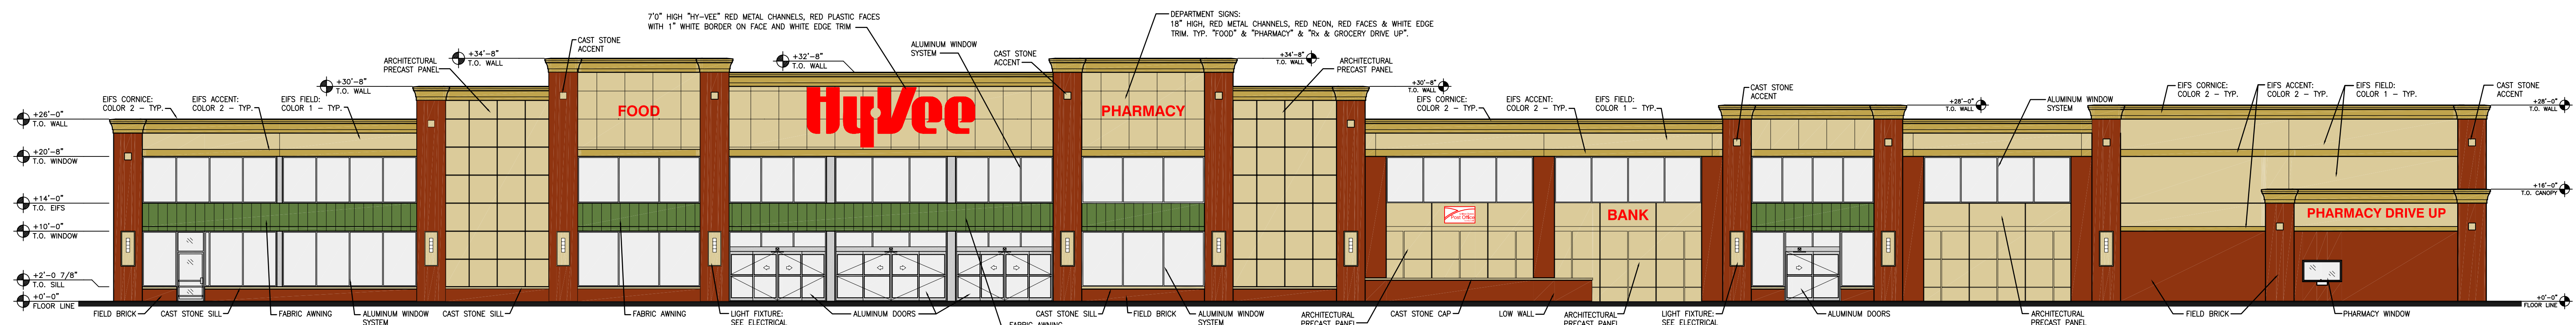 7'0" HIGH "HY-VEE" RED METAL CHANNELS, RED PLASTIC FACES
WITH 1" WHITE BORDER ON FACE AND WHITE EDGE TRIM
DEPARTMENT SIGNS:
18" HIGH, RED METAL CHANNELS, RED NEON, RED FACES & WHITE EDGE
TRIM. TYP. "FOOD" & "PHARMACY" & "Rx & GROCERY DRIVE UP".
CAST STONE
ACCENT
ALUMINUM WINDOW
SYSTEM
CAST STONE
ACCENT
+34'-8"
T.O. WALL
+32'-8"
T.O. WALL
+34'-8"
T.O. WALL
ARCHITECTURAL
PRECAST PANEL
ARCHITECTURAL
PRECAST PANEL
+30'-8"
T.O. WALL
+30'-8"
T.O. WALL
EIFS CORNICE:
COLOR 2 - TYP.
EIFS ACCENT:
COLOR 2 - TYP.
EIFS FIELD:
COLOR 1 - TYP.
EIFS CORNICE:
COLOR 2 - TYP.
EIFS ACCENT:
COLOR 2 - TYP.
EIFS FIELD:
COLOR 1 - TYP.
CAST STONE
ACCENT
+28'-0"
T.O. WALL
ALUMINUM WINDOW
SYSTEM
EIFS CORNICE:
COLOR 2 - TYP.
EIFS ACCENT:
COLOR 2 - TYP.
EIFS FIELD:
COLOR 1 - TYP.
CAST STONE
ACCENT
+28'-0"
T.O. WALL
+26'-0"
T.O. WALL
FOOD
HyVee
PHARMACY
+20'-8"
T.O. WINDOW
+14'-0"
T.O. EIFS
+16'-0"
T.O. CANOPY
Post Office
BANK
PHARMACY DRIVE UP
+10'-0"
T.O. WINDOW
+2'-0 7/8"
T.O. SILL
+0'-0"
FLOOR LINE
+0'-0"
FLOOR LINE
FIELD BRICK
CAST STONE SILL
FABRIC AWNING
ALUMINUM WINDOW
SYSTEM
CAST STONE SILL
FABRIC AWNING
LIGHT FIXTURE:
SEE ELECTRICAL
ALUMINUM DOORS
FABRIC AWNING
CAST STONE SILL
FIELD BRICK
ALUMINUM WINDOW
SYSTEM
ARCHITECTURAL
PRECAST PANEL
CAST STONE CAP
LOW WALL
ARCHITECTURAL
PRECAST PANEL
LIGHT FIXTURE:
SEE ELECTRICAL
ALUMINUM DOORS
ARCHITECTURAL
PRECAST PANEL
FIELD BRICK
PHARMACY WINDOW